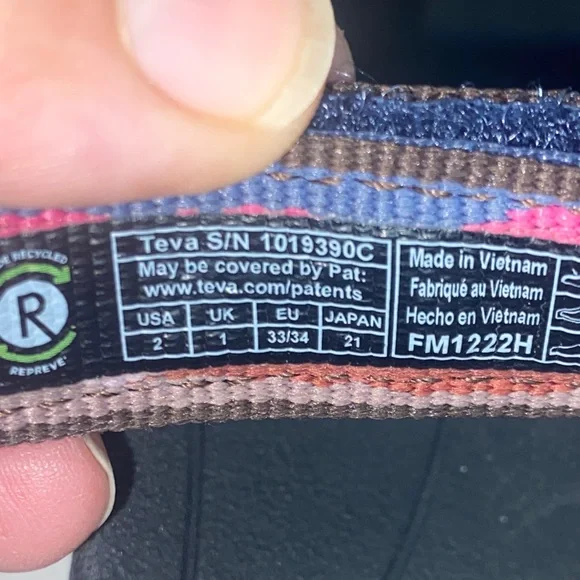 RECYCLED
R
REPREVE
Teva S/N 1019390C
May be covered by Pat:
www.teva.com/patents
USA UK EU JAPAN
2 1 33/34 21
Made in Vietnam
Fabriqué au Vietnam
Hecho en Vietnam
FM1222H